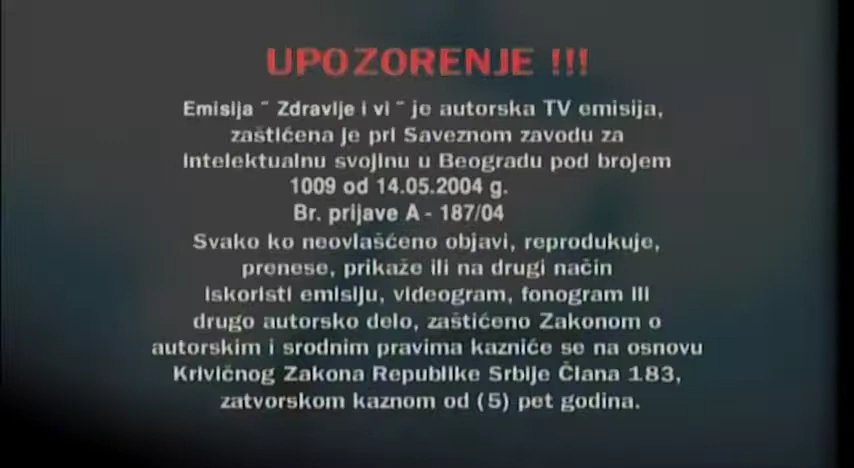 UPOZORENJE !!!
Emisija " Zdravlje i vi " je autorska TV emisija,
zaštićena je pri Saveznom zavodu za
intelektualnu svojinu u Beogradu pod brojem
1009 od 14.05.2004 g.
Br. prijave A - 187/04
Svako ko neovlašćeno objavi, reprodukuje,
prenese, prikaže ili na drugi način
iskoristi emisiju, videogram, fonogram ili
drugo autorsko delo, zaštićeno Zakonom o
autorskim i srodnim pravima kazniće se na osnovu
Krivičnog Zakona Republike Srbije Člana 183,
zatvorskom kaznom od (5) pet godina.